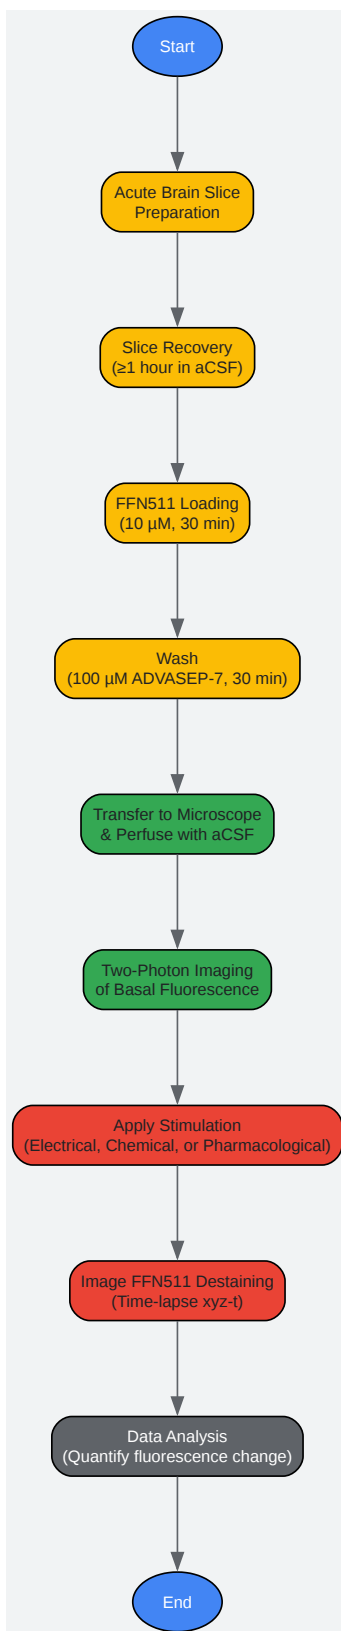 Start
Acute Brain Slice
Preparation
Slice Recovery
(≥1 hour in aCSF)
FFN511 Loading
(10 µM, 30 min)
Wash
(100 µM ADVASEP-7, 30 min)
Transfer to Microscope
& Perfuse with aCSF
Two-Photon Imaging
of Basal Fluorescence
Apply Stimulation
(Electrical, Chemical, or Pharmacological)
Image FFN511 Destaining
(Time-lapse xyz-t)
Data Analysis
(Quantify fluorescence change)
End